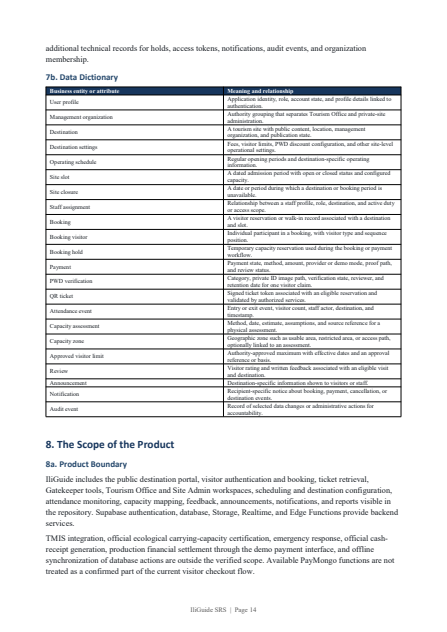 additional technical records for holds, access tokens, notifications, audit events, and organization
membership.
7b. Data Dictionary
Business entity or attribute
Meaning and relationship
User profile
Application identity, role, account state, and profile details linked to
authentication.
Management organization
Authority grouping that separates Tourism Office and private-site
administration.
Destination
A tourism site with public content, location, management
organization, and publication state.
Destination settings
Fees, visitor limits, PWD discount configuration, and other site-level
operational settings.
Operating schedule
Regular opening periods and destination-specific operating
information.
Site slot
A dated admission period with open or closed status and configured
capacity.
Site closure
A date or period during which a destination or booking period is
unavailable.
Staff assignment
Relationship between a staff profile, role, destination, and active duty
or access scope.
Booking
A visitor reservation or walk-in record associated with a destination
and slot.
Booking visitor
Individual participant in a booking, with visitor type and sequence
position.
Booking hold
Temporary capacity reservation used during the booking or payment
workflow.
Payment
Payment state, method, amount, provider or demo mode, proof path,
and review status.
PWD verification
Category, private ID image path, verification state, reviewer, and
retention date for one visitor claim.
QR ticket
Signed ticket token associated with an eligible reservation and
validated by authorized services.
Attendance event
Entry or exit event, visitor count, staff actor, destination, and
timestamp.
Capacity assessment
Method, date, estimate, assumptions, and source reference for a
physical assessment.
Capacity zone
Geographic zone such as usable area, restricted area, or access path,
optionally linked to an assessment.
Approved visitor limit
Authority-approved maximum with effective dates and an approval
reference or basis.
Review
Visitor rating and written feedback associated with an eligible visit
and destination.
Announcement
Destination-specific information shown to visitors or staff.
Notification
Recipient-specific notice about booking, payment, cancellation, or
destination events.
Audit event
Record of selected data changes or administrative actions for
accountability.
8. The Scope of the Product
8a. Product Boundary
IliGuide includes the public destination portal, visitor authentication and booking, ticket retrieval,
Gatekeeper tools, Tourism Office and Site Admin workspaces, scheduling and destination configuration,
attendance monitoring, capacity mapping, feedback, announcements, notifications, and reports visible in
the repository. Supabase authentication, database, Storage, Realtime, and Edge Functions provide backend
services.
TMIS integration, official ecological carrying-capacity certification, emergency response, official cash-
receipt generation, production financial settlement through the demo payment interface, and offline
synchronization of database actions are outside the verified scope. Available PayMongo functions are not
treated as a confirmed part of the current visitor checkout flow.
IliGuide SRS | Page 14